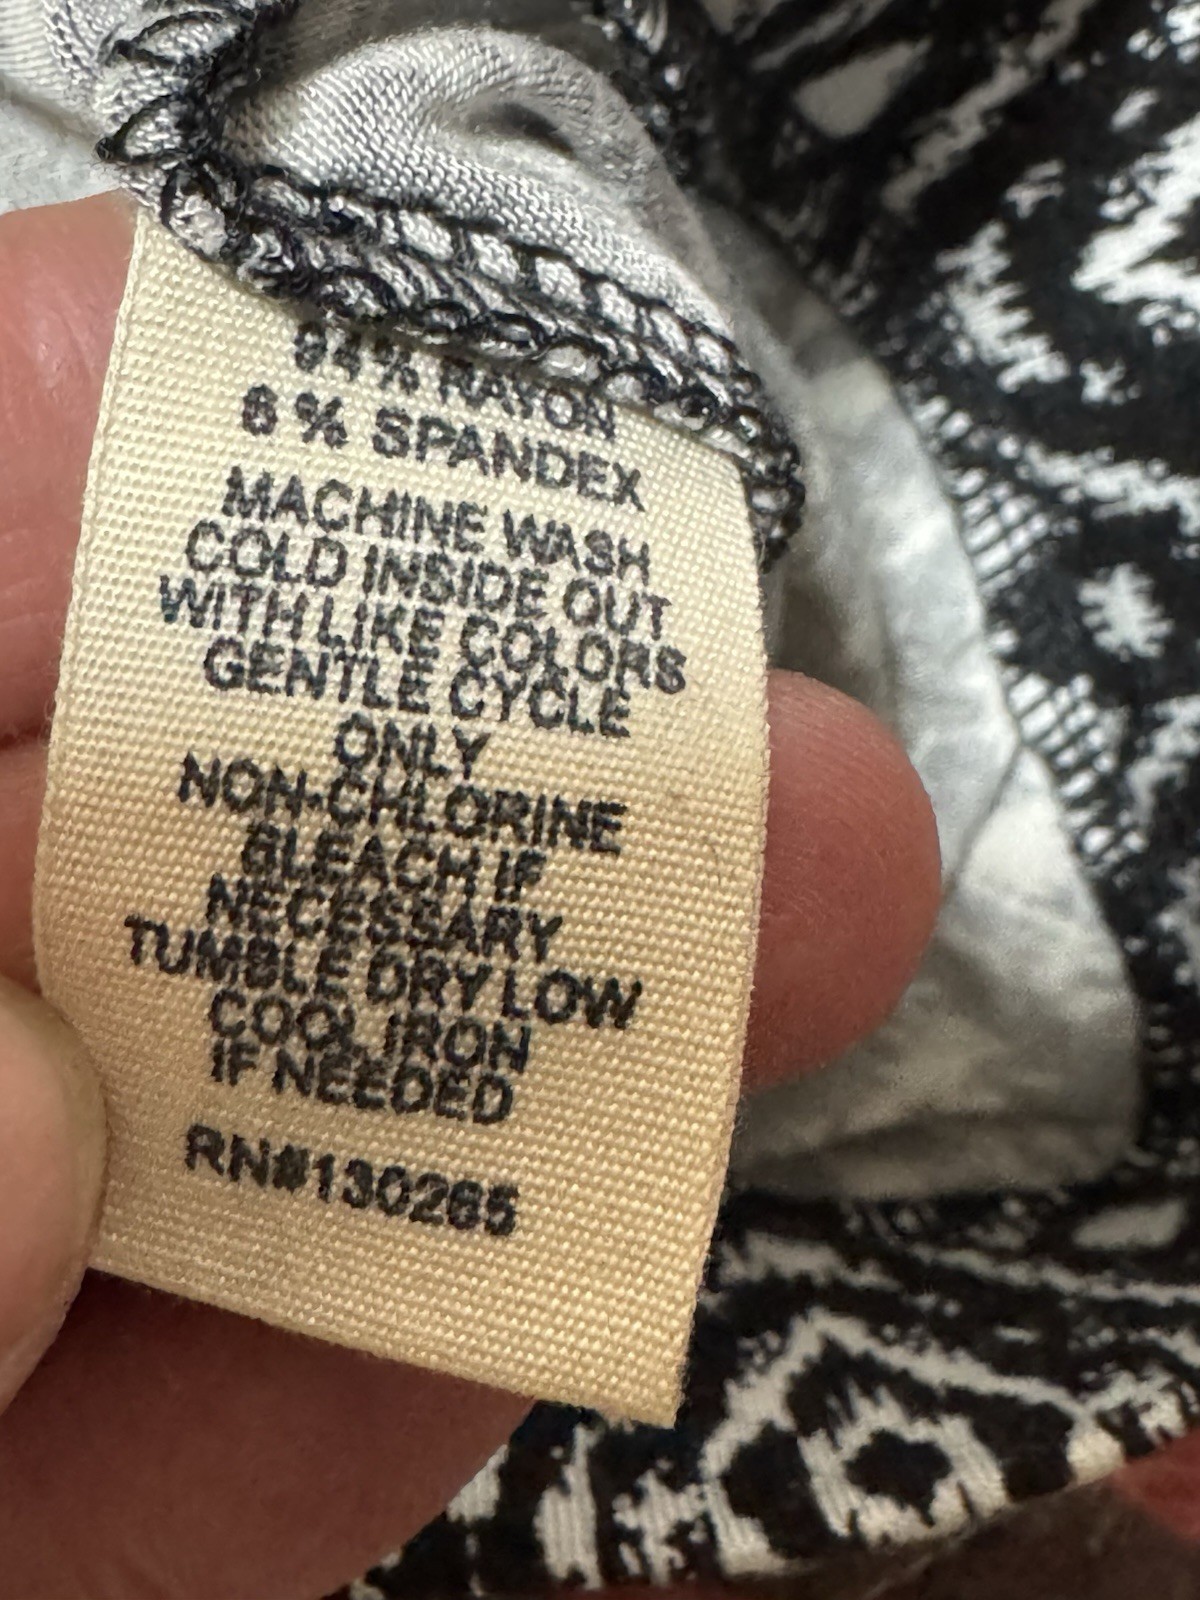 94% RAYON
6% SPANDEX
MACHINE WASH
COLD INSIDE OUT
WITH LIKE COLORS
GENTLE CYCLE
ONLY
NON-CHLORINE
BLEACH IF
NECESSARY
TUMBLE DRY LOW
COOL IRON
IF NEEDED
RN#130265